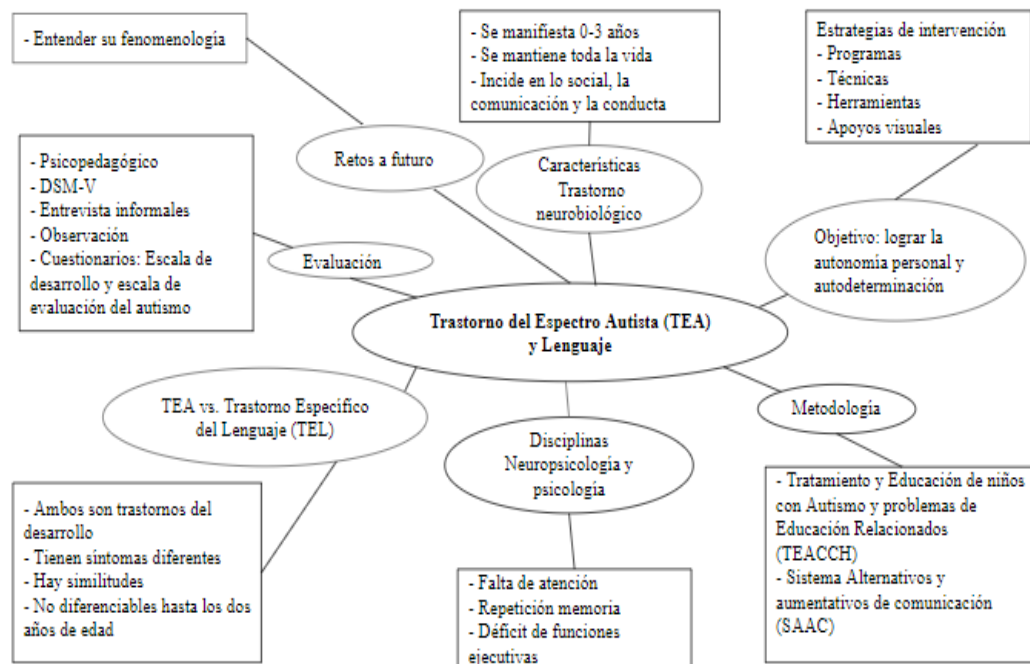 - Entender su fenomenología
- Se manifiesta 0-3 años
- Se mantiene toda la vida
- Incide en lo social, la
comunicación y la conducta
Estrategias de intervención
- Programas
- Técnicas
- Herramientas
- Apoyos visuales
Retos a futuro
Características
Trastorno
neurobiológico
- Psicopedagógico
- DSM-V
- Entrevista informales
- Observación
- Cuestionarios: Escala de
desarrollo y escala de
evaluación del autismo
Evaluación
Objetivo: lograr la
autonomía personal y
autodeterminación
Trastorno del Espectro Autista (TEA)
y Lenguaje
TEA vs. Trastorno Específico
del Lenguaje (TEL)
Disciplinas
Neuropsicología y
psicología
Metodología
- Ambos son trastornos del
desarrollo
- Tienen síntomas diferentes
- Hay similitudes
- No diferenciables hasta los dos
años de edad
- Falta de atención
- Repetición memoria
- Déficit de funciones
ejecutivas
- Tratamiento y Educación de niños
con Autismo y problemas de
Educación Relacionados
(TEACCH)
- Sistema Alternativos y
aumentativos de comunicación
(SAAC)